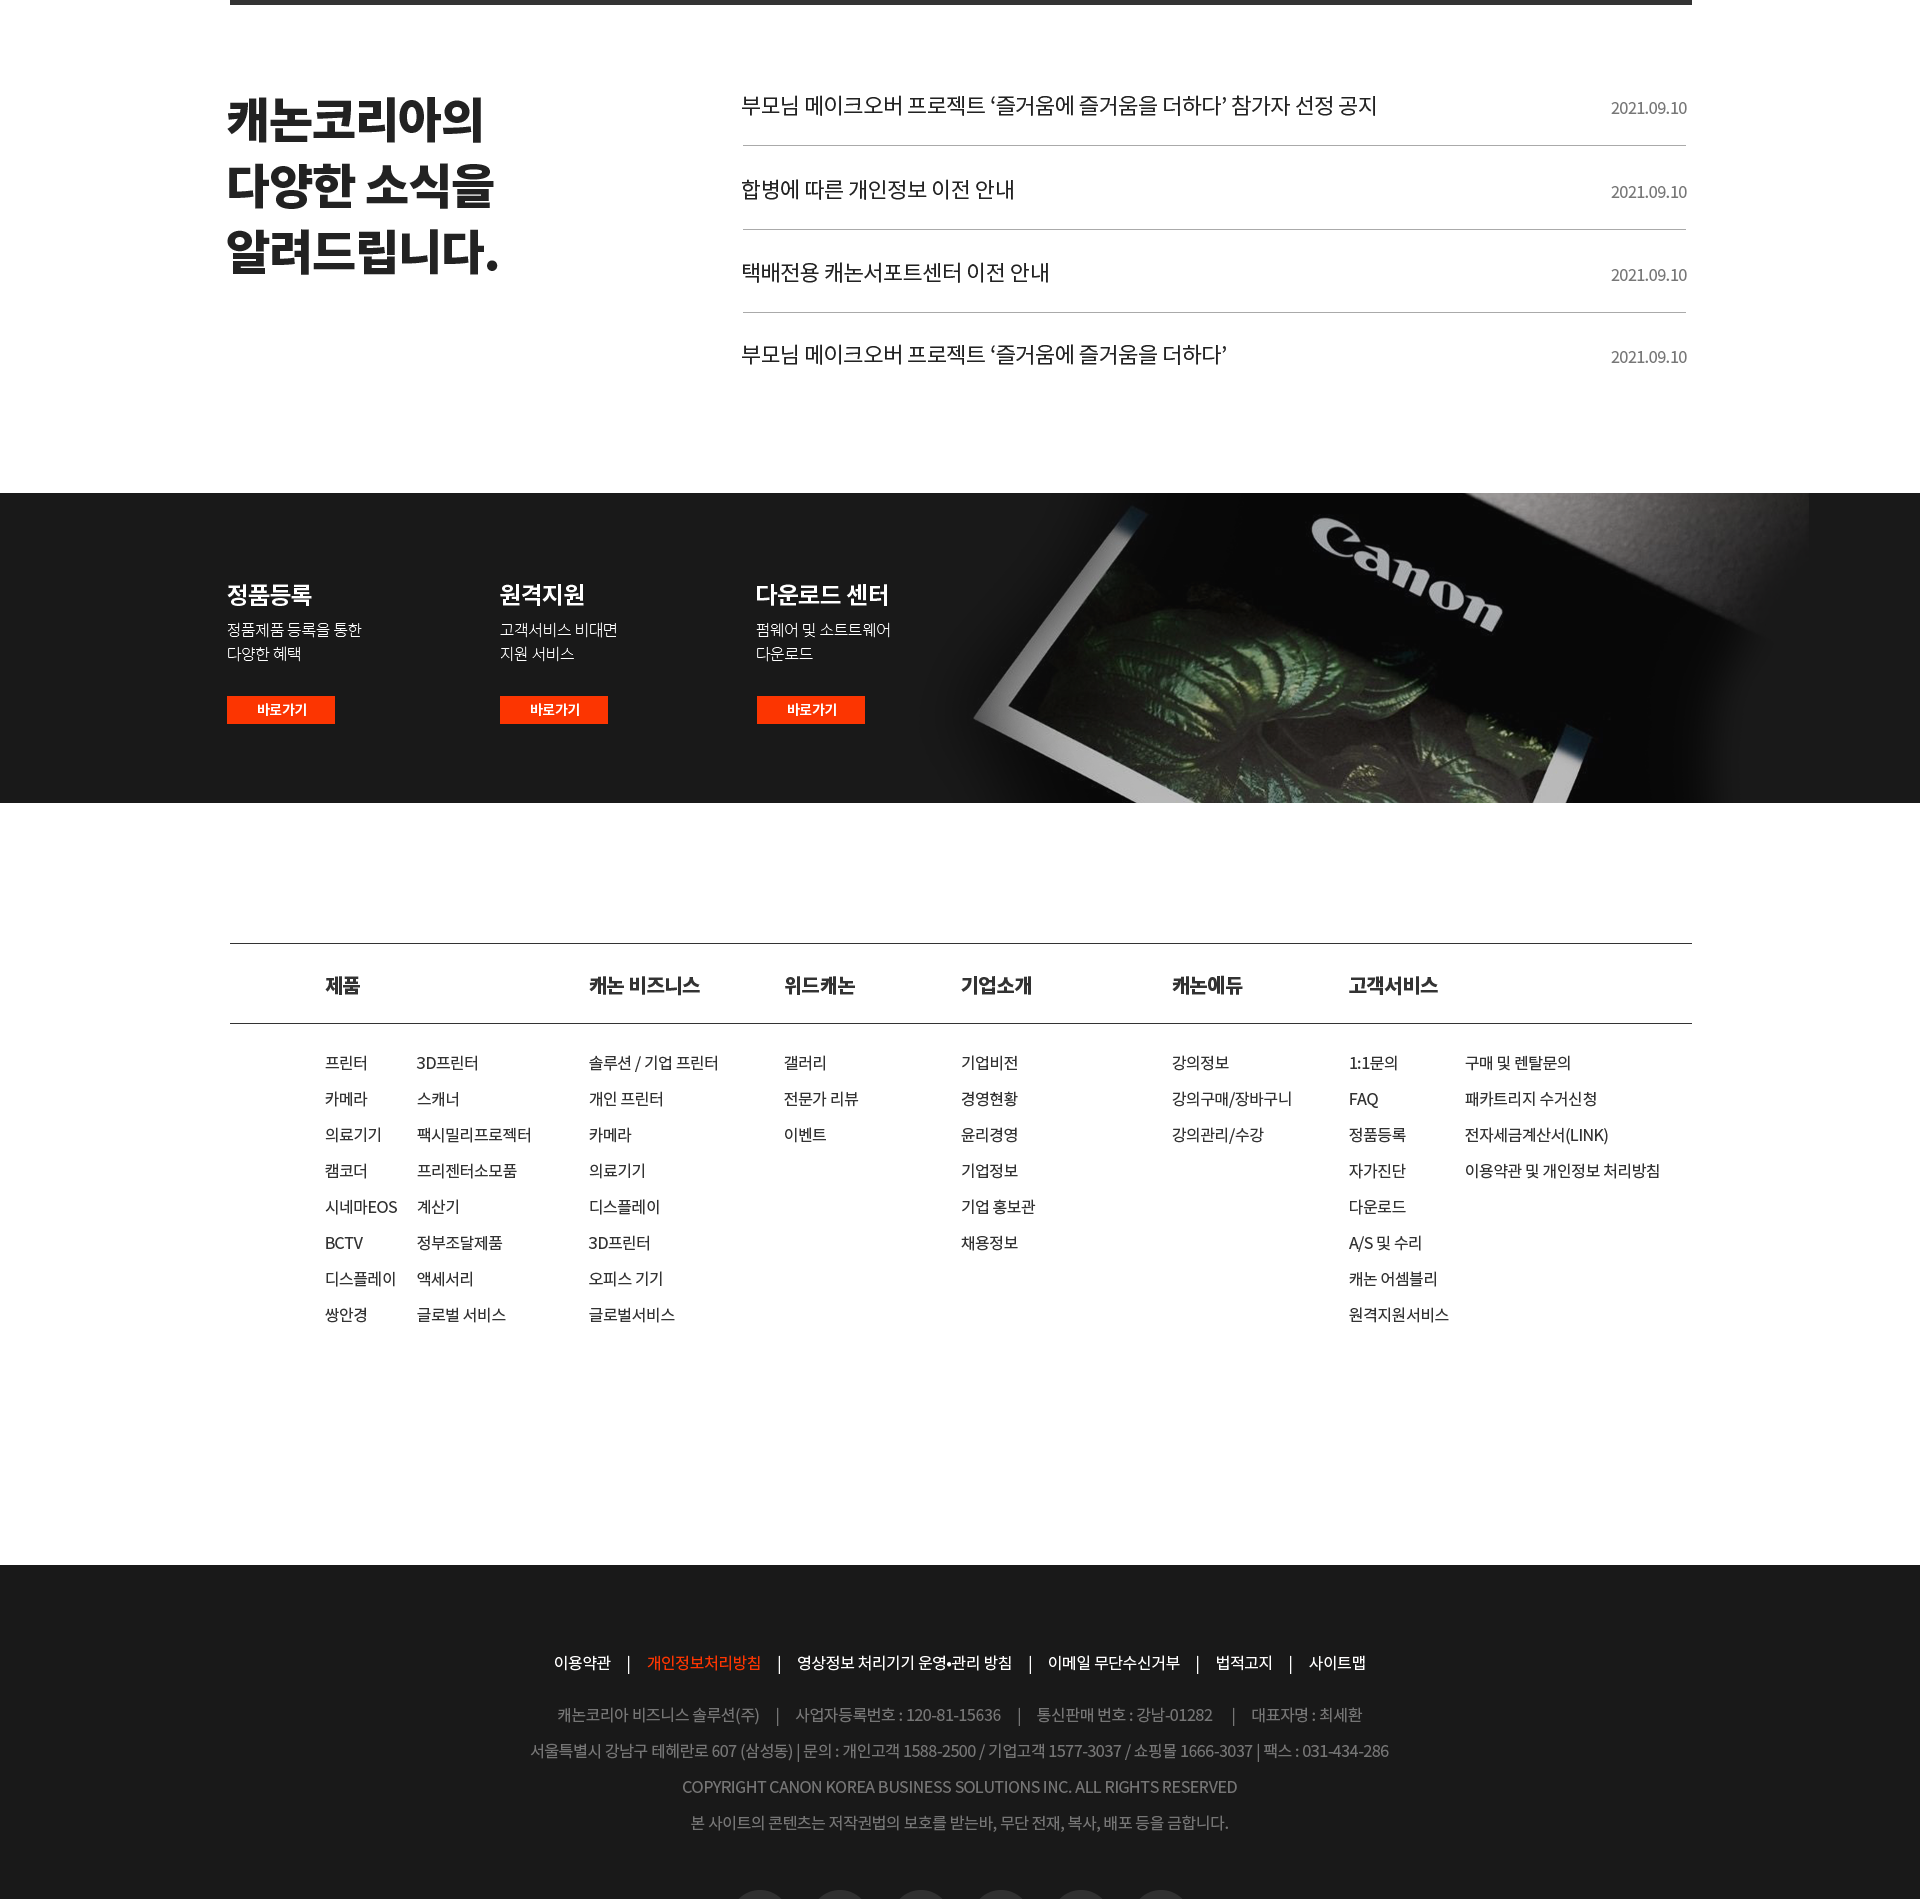 캐논코리아의
다양한 소식을
알려드립니다.
부모님 메이크오버 프로젝트 ‘즐거움에 즐거움을 더하다’ 참가자 선정 공지 2021.09.10
합병에 따른 개인정보 이전 안내 2021.09.10
택배전용 캐논서포트센터 이전 안내 2021.09.10
부모님 메이크오버 프로젝트 ‘즐거움에 즐거움을 더하다’ 2021.09.10
정품등록
정품제품 등록을 통한
다양한 혜택
바로가기
원격지원
고객서비스 비대면
지원 서비스
바로가기
다운로드 센터
펌웨어 및 소트트웨어
다운로드
바로가기
Canon
제품 캐논 비즈니스 위드캐논 기업소개 캐논에듀 고객서비스
프린터 3D프린터 솔루션 / 기업 프린터 갤러리 기업비전 강의정보 1:1문의 구매 및 렌탈문의
카메라 스캐너 개인 프린터 전문가 리뷰 경영현황 강의구매/장바구니 FAQ 패카트리지 수거신청
의료기기 팩시밀리프로젝터 카메라 이벤트 윤리경영 강의관리/수강 정품등록 전자세금계산서(LINK)
캠코더 프리젠터소모품 의료기기 기업정보 자가진단 이용약관 및 개인정보 처리방침
시네마EOS 계산기 디스플레이 기업 홍보관 다운로드
BCTV 정부조달제품 3D프린터 채용정보 A/S 및 수리
디스플레이 액세서리 오피스 기기 캐논 어셈블리
쌍안경 글로벌 서비스 글로벌서비스 원격지원서비스
이용약관 | 개인정보처리방침 | 영상정보 처리기기 운영•관리 방침 | 이메일 무단수신거부 | 법적고지 | 사이트맵
캐논코리아 비즈니스 솔루션(주) | 사업자등록번호 : 120-81-15636 | 통신판매 번호 : 강남-01282 | 대표자명 : 최세환
서울특별시 강남구 테헤란로 607 (삼성동) | 문의 : 개인고객 1588-2500 / 기업고객 1577-3037 / 쇼핑몰 1666-3037 | 팩스 : 031-434-286
COPYRIGHT CANON KOREA BUSINESS SOLUTIONS INC. ALL RIGHTS RESERVED
본 사이트의 콘텐츠는 저작권법의 보호를 받는바, 무단 전재, 복사, 배포 등을 금합니다.